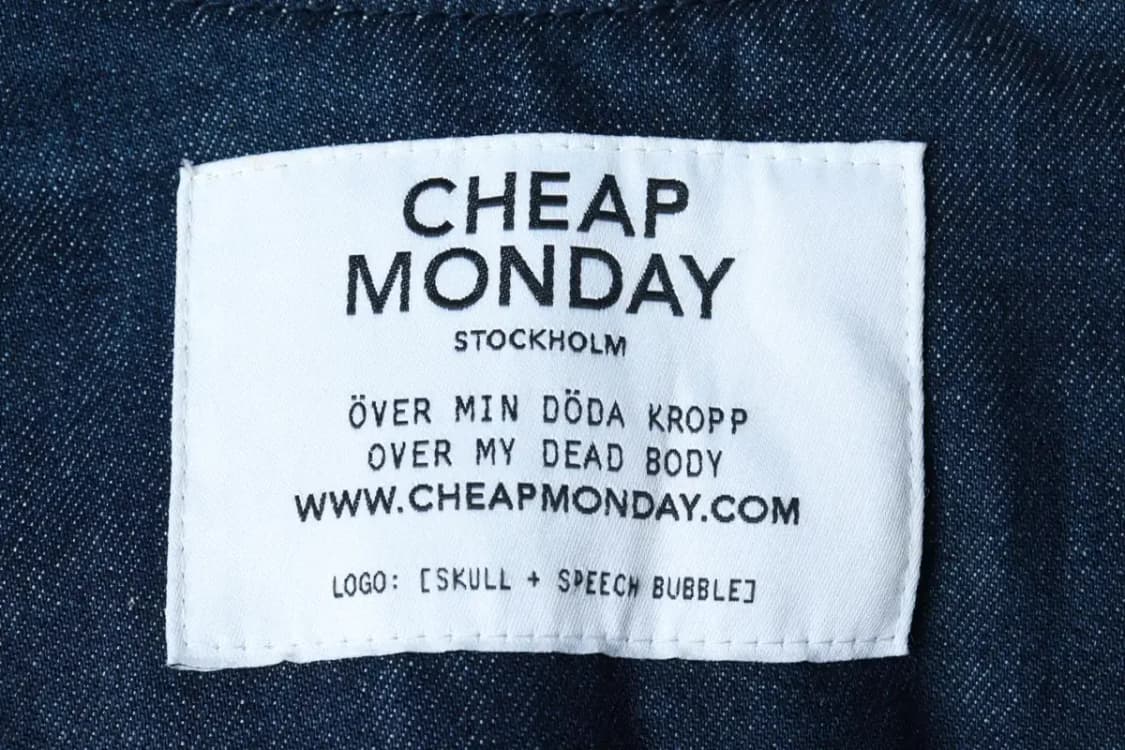 CHEAP
MONDAY
STOCKHOLM
ÖVER MIN DÖDA KROPP
OVER MY DEAD BODY
WWW.CHEAPMONDAY.COM
LOGO: [SKULL + SPEECH BUBBLE]